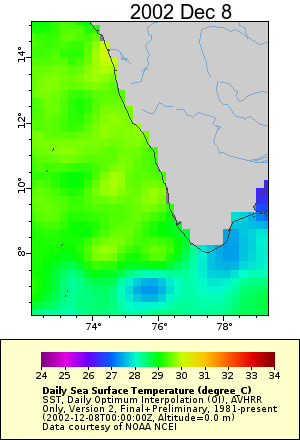 2002 Dec 8
14°
12°
10°
8°
74° 76° 78°
24 25 26 27 28 29 30 31 32 33 34
Daily Sea Surface Temperature (degree_C)
SST, Daily Optimum Interpolation (OI), AVHRR
Only, Version 2, Final+Preliminary, 1981-present
(2002-12-08T00:00:00Z, Altitude=0.0 m)
Data courtesy of NOAA NCEI